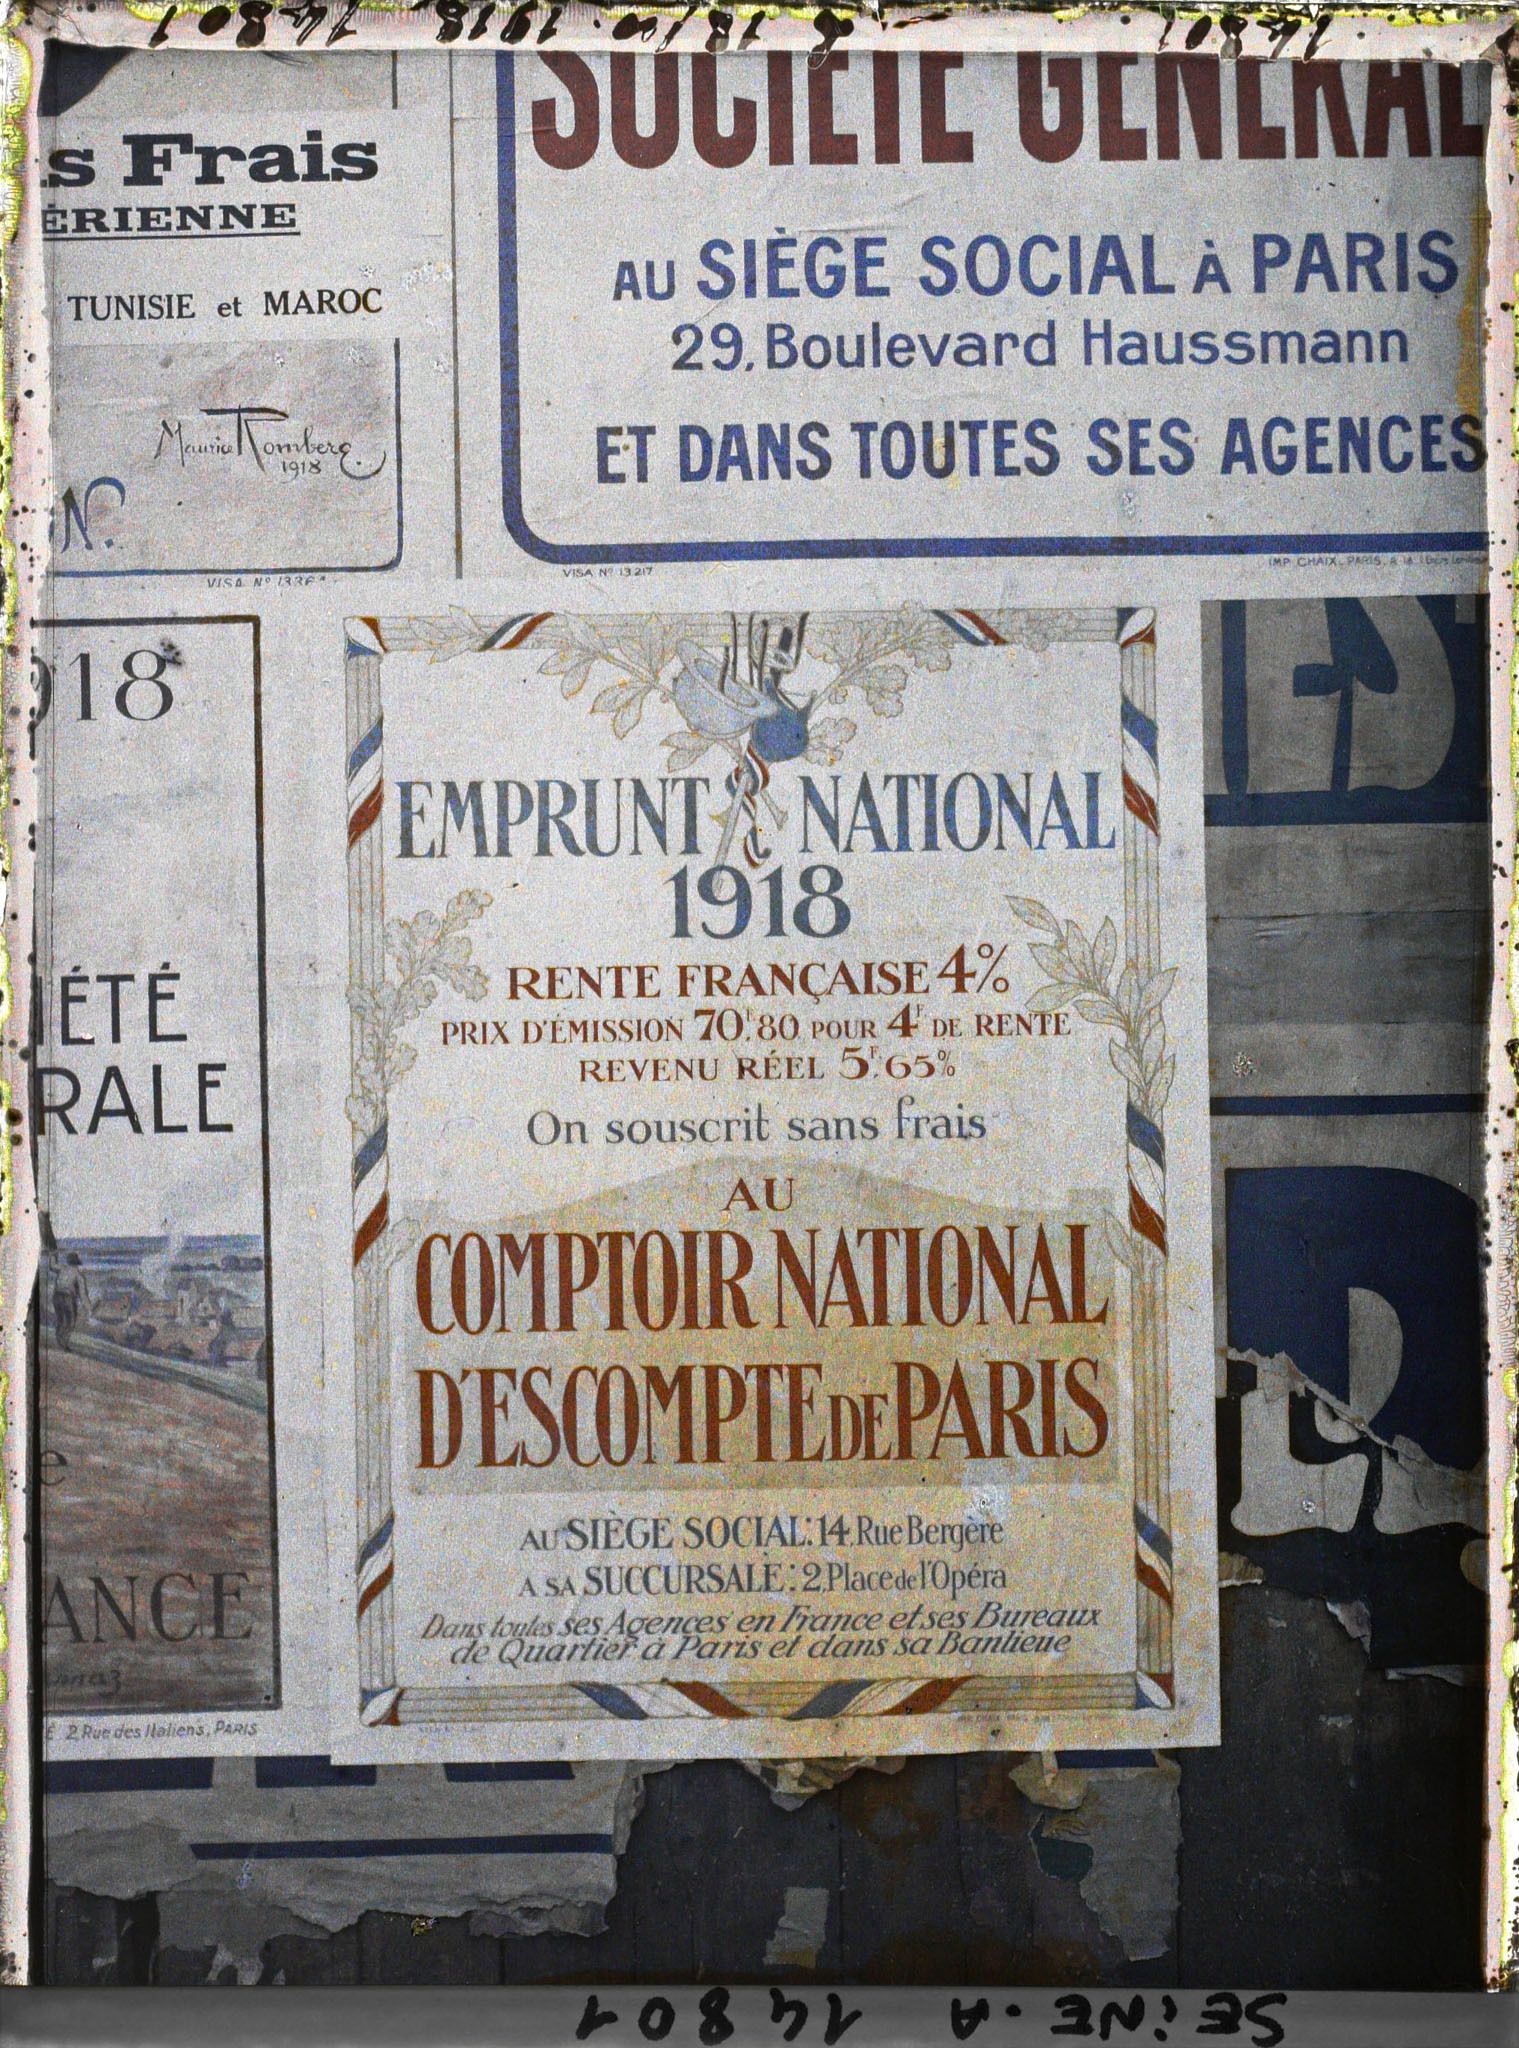 14801
6 18/10.1918 14801
s Frais
ÉRIENNE
TUNISIE et MAROC
Maurice Romberg
1918
N.
VISA Nº
SOCIÉTÉ GÉNÉRAL
AU SIÈGE SOCIAL À PARIS
29, Boulevard Haussmann
ET DANS TOUTES SES AGENCES
VISA Nº 13217
IMP. CHAIX. PARIS.
918
IÉTÉ
RALE
e
ANCE
2 Rue des Italiens, PARIS
EMPRUNT NATIONAL
1918
RENTE FRANÇAISE 4%
PRIX D'ÉMISSION 70F.80 POUR 4F DE RENTE
REVENU RÉEL 5F.65%
On souscrit sans frais
AU
COMPTOIR NATIONAL
D'ESCOMPTE DE PARIS
AU SIÈGE SOCIAL: 14, Rue Bergère
A SA SUCCURSALE: 2, Place de l'Opéra
Dans toutes ses Agences en France et ses Bureaux
de Quartier à Paris et dans sa Banlieue
ES
R
SEINE. A 14801